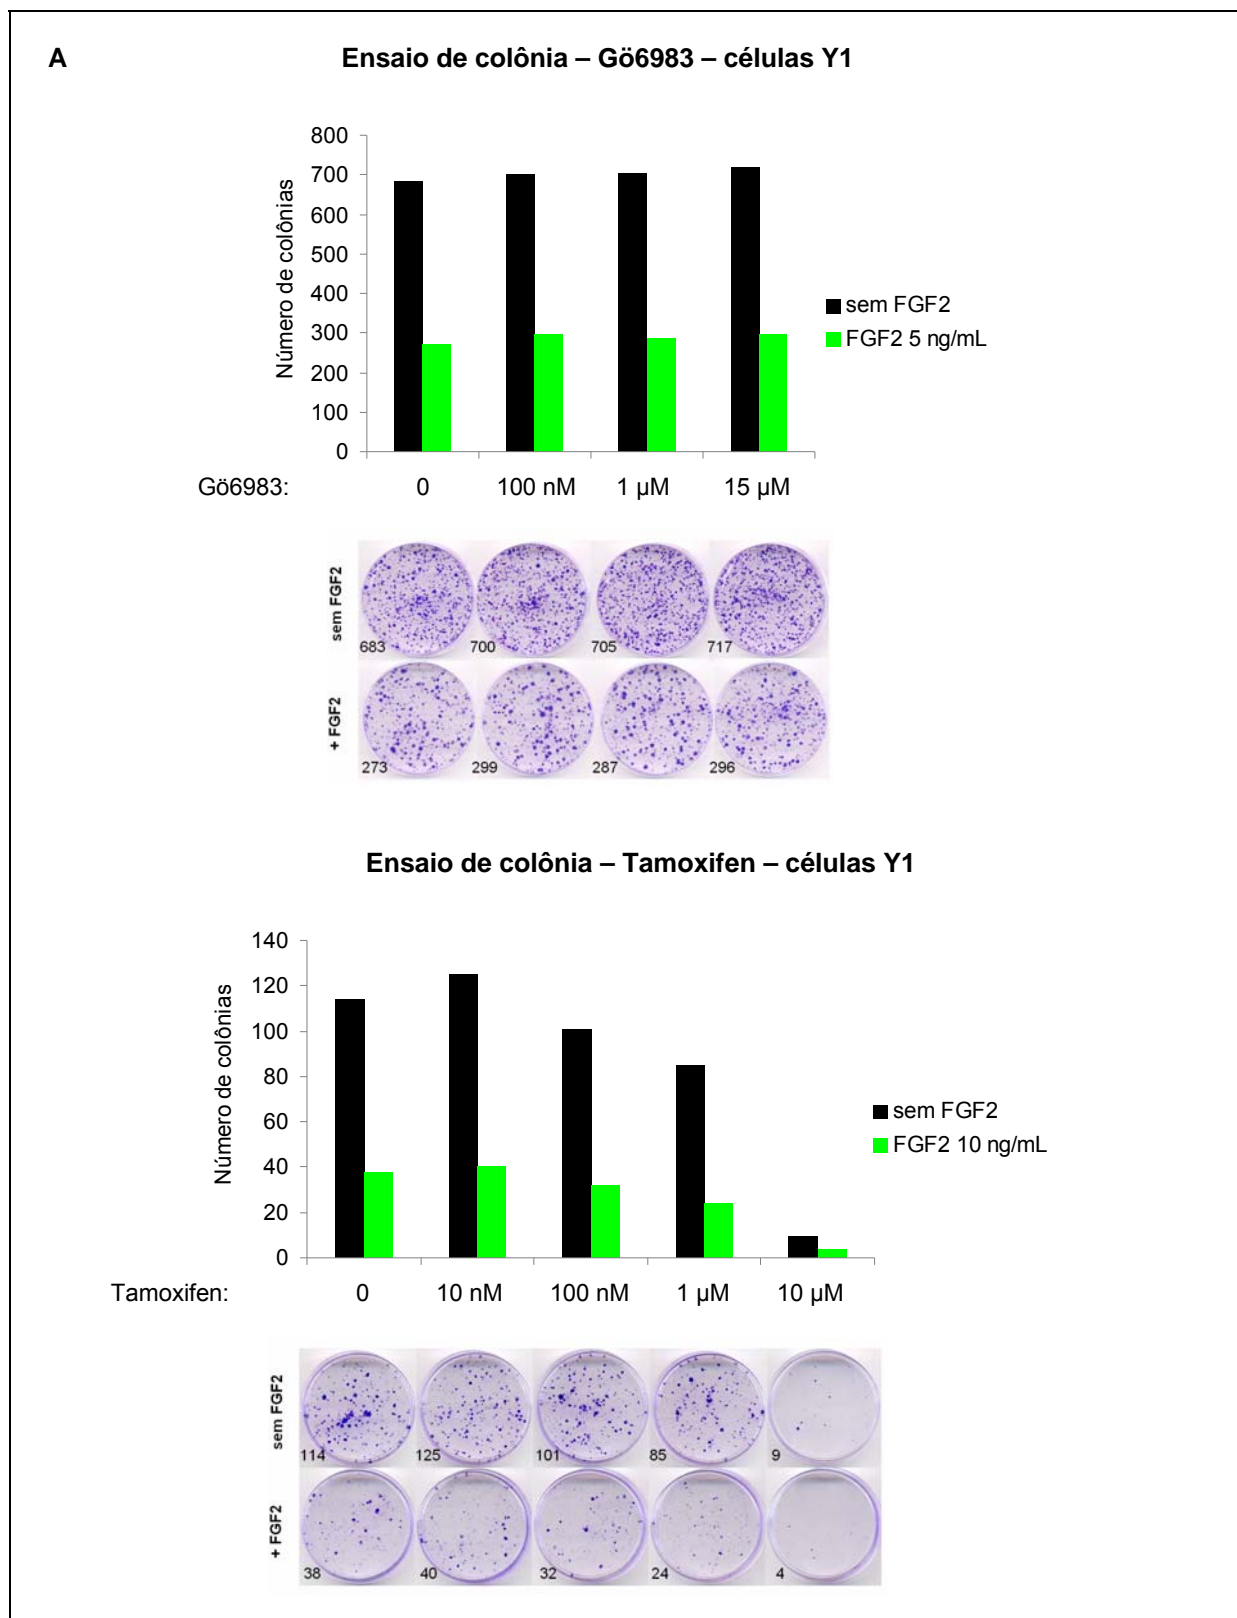 A
Ensaio de colônia – Gö6983 – células Y1
800
700
600
500
400
300
200
100
0
Número de colônias
sem FGF2
FGF2 5 ng/mL
Gö6983: 0 100 nM 1 µM 15 µM
sem FGF2
683 700 705 717
+ FGF2
273 299 287 296
Ensaio de colônia – Tamoxifen – células Y1
140
120
100
80
60
40
20
0
Número de colônias
sem FGF2
FGF2 10 ng/mL
Tamoxifen: 0 10 nM 100 nM 1 µM 10 µM
sem FGF2
114 125 101 85 9
+ FGF2
38 40 32 24 4